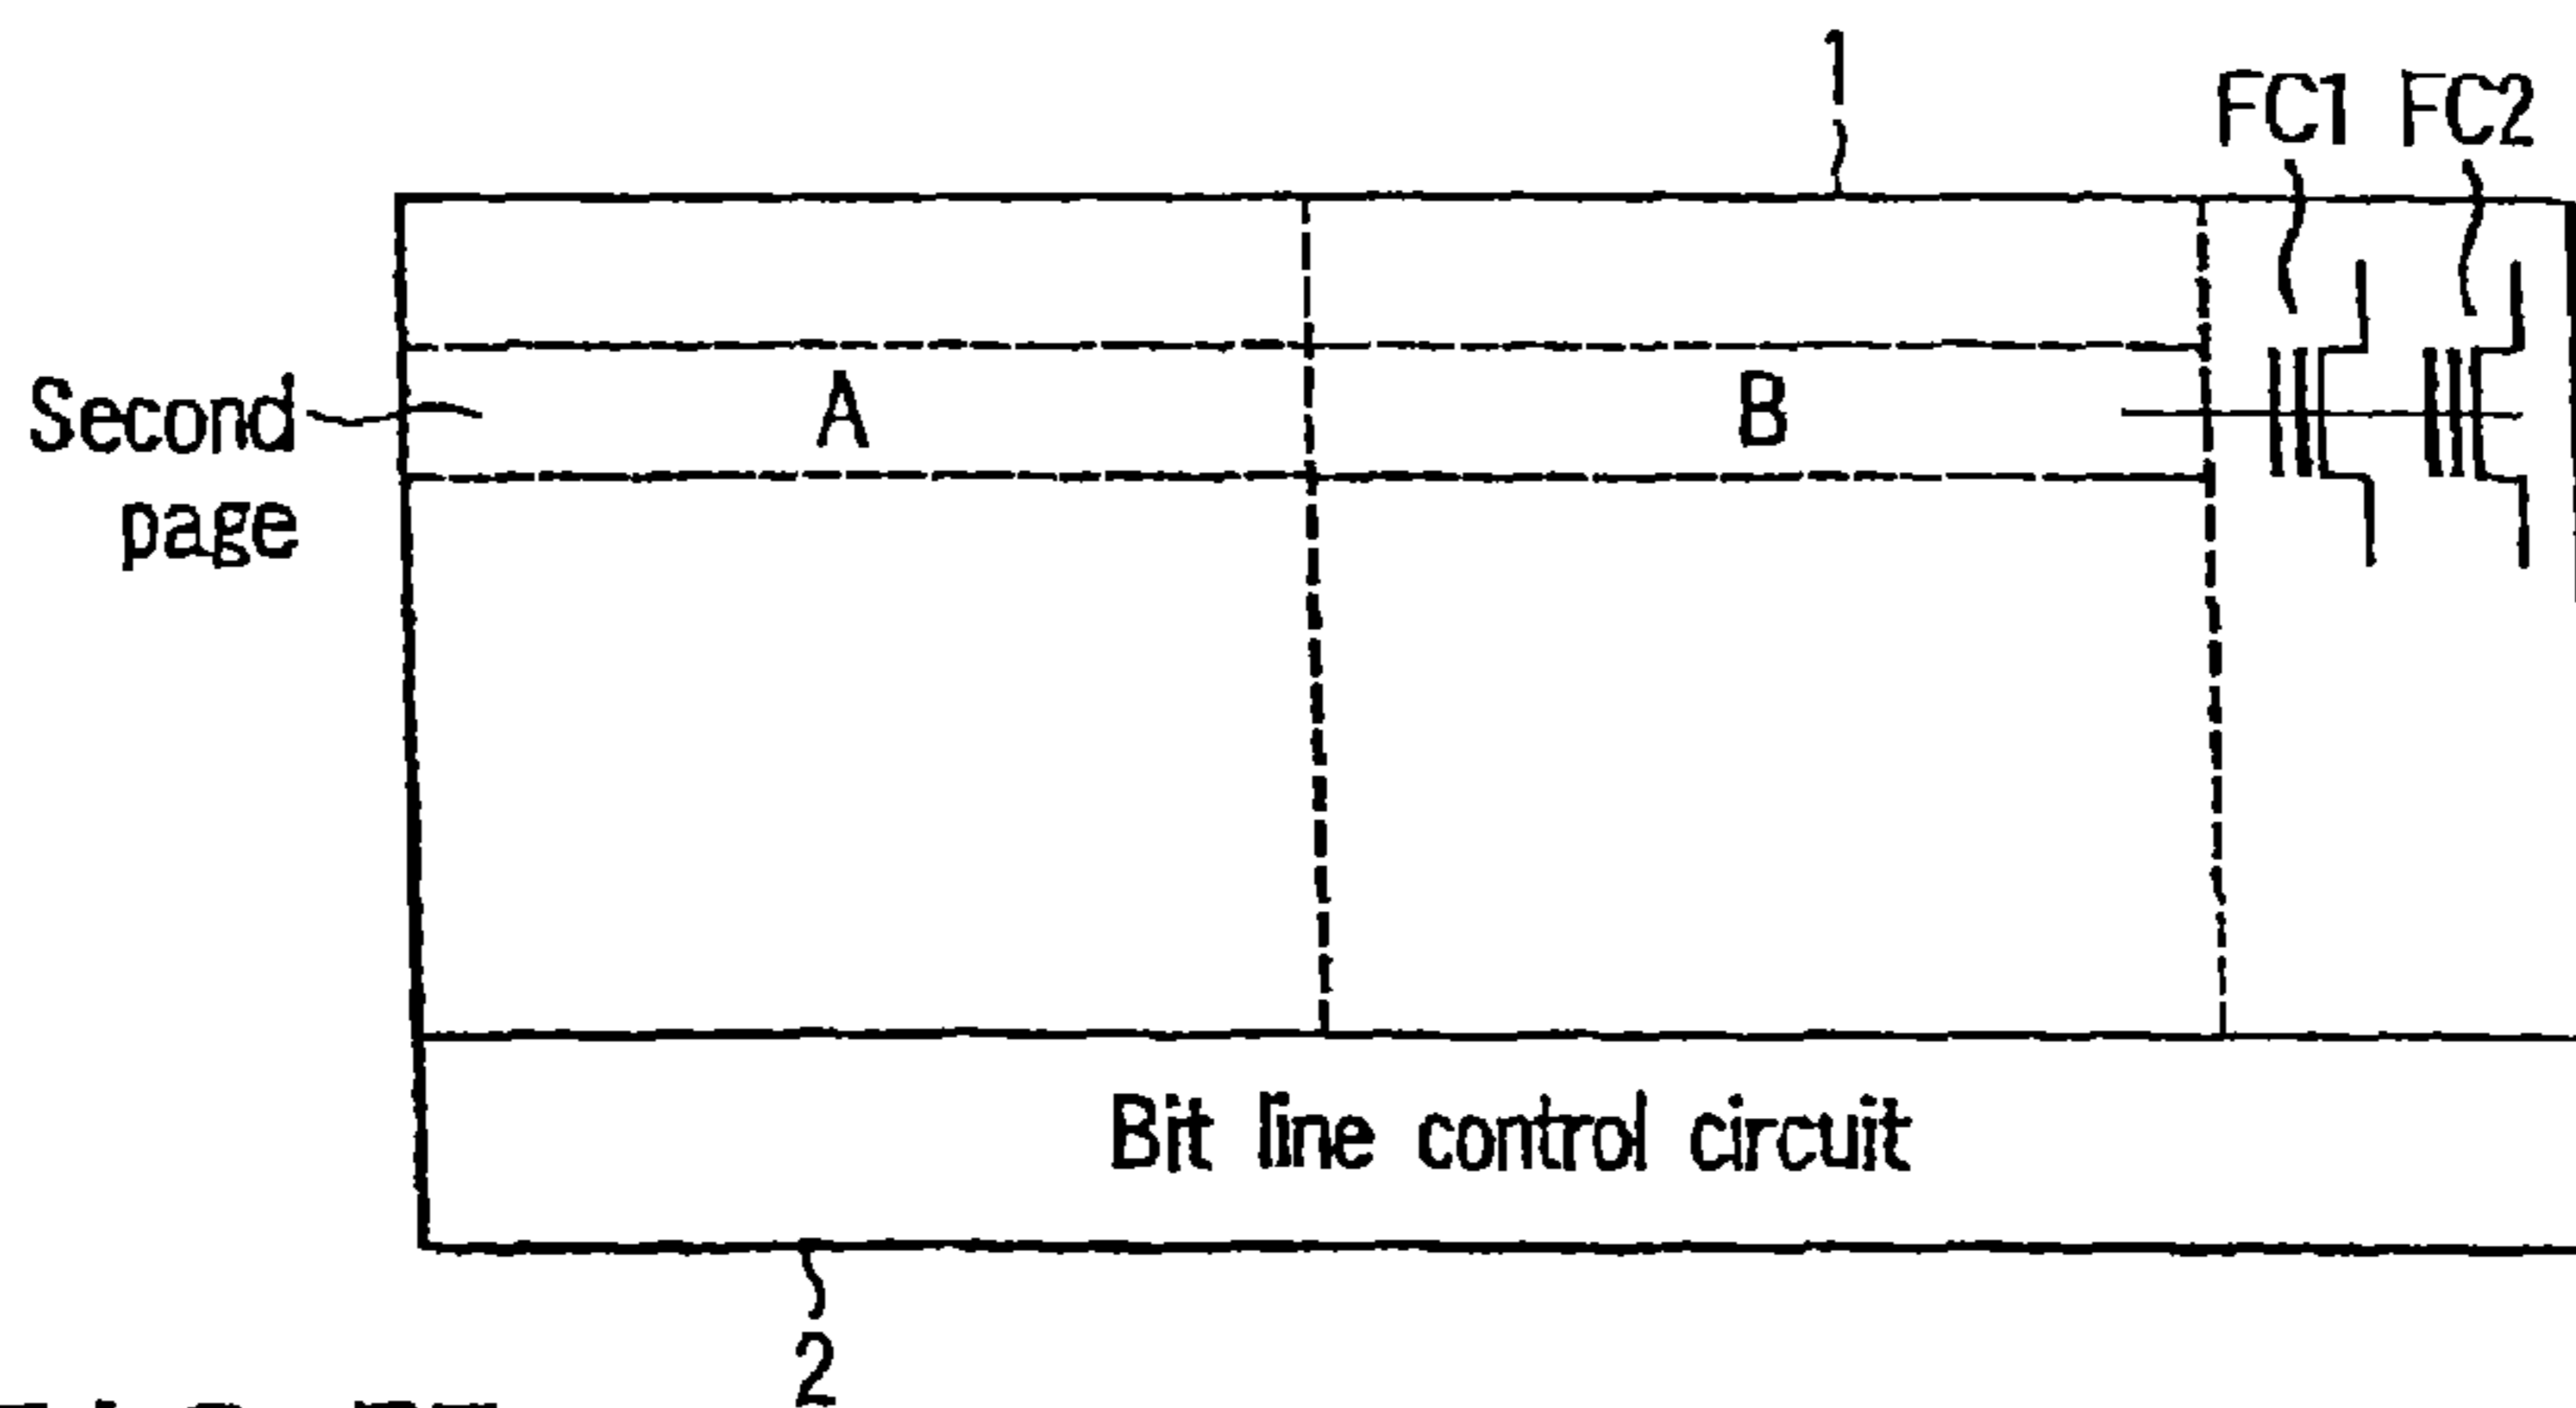 1
FC1 FC2
Second
page
A
B
Bit line control circuit
2